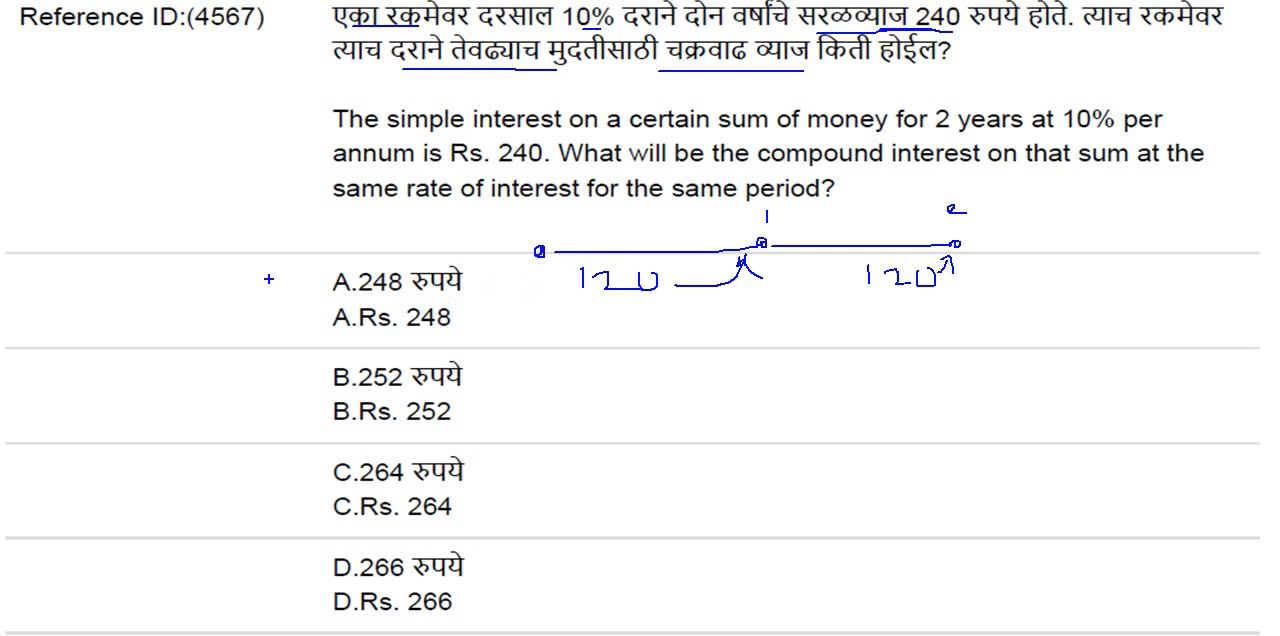 Reference ID:(4567)
एका रकमेवर दरसाल 10% दराने दोन वर्षांचे सरळव्याज 240 रुपये होते. त्याच रकमेवर
त्याच दराने तेवढ्याच मुदतीसाठी चक्रवाढ व्याज किती होईल?
The simple interest on a certain sum of money for 2 years at 10% per
annum is Rs. 240. What will be the compound interest on that sum at the
same rate of interest for the same period?
1
2
120
120
+
A.248 रुपये
A.Rs. 248
B.252 रुपये
B.Rs. 252
C.264 रुपये
C.Rs. 264
D.266 रुपये
D.Rs. 266